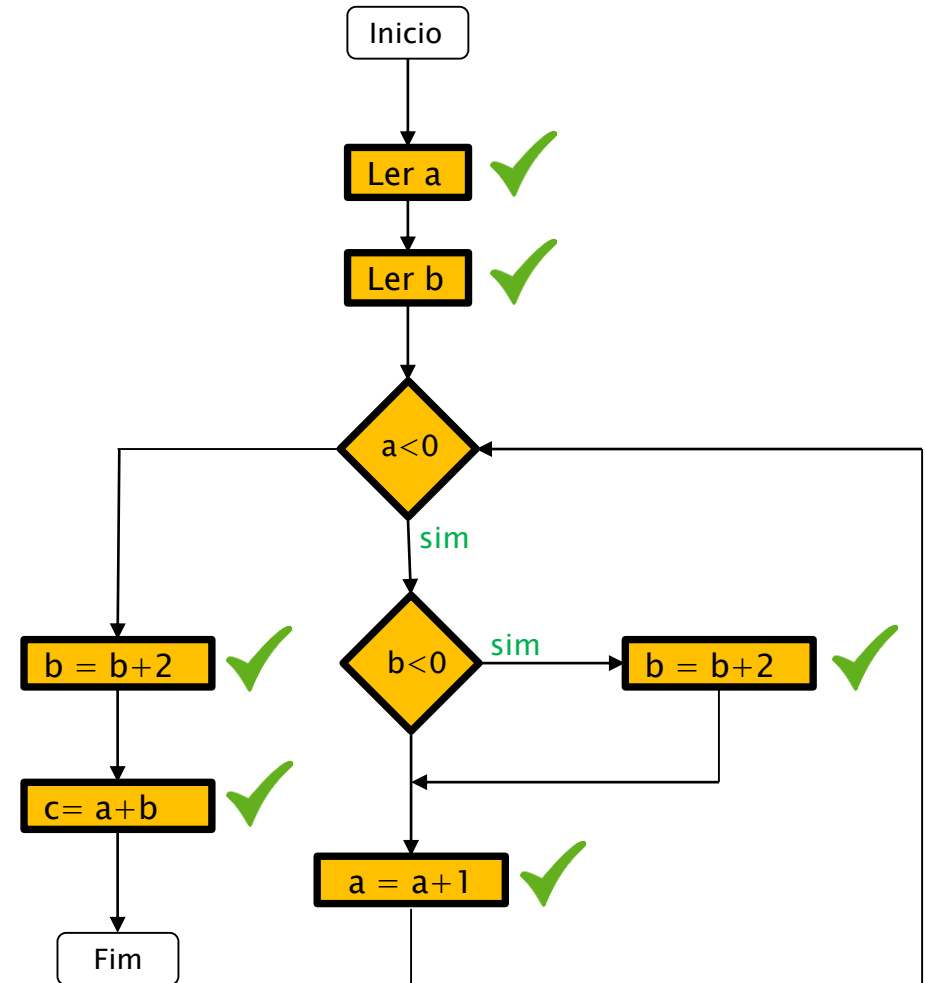 Inicio
Ler a
Ler b
a<0
sim
b<0
sim
b = b+2
b = b+2
c= a+b
a = a+1
Fim